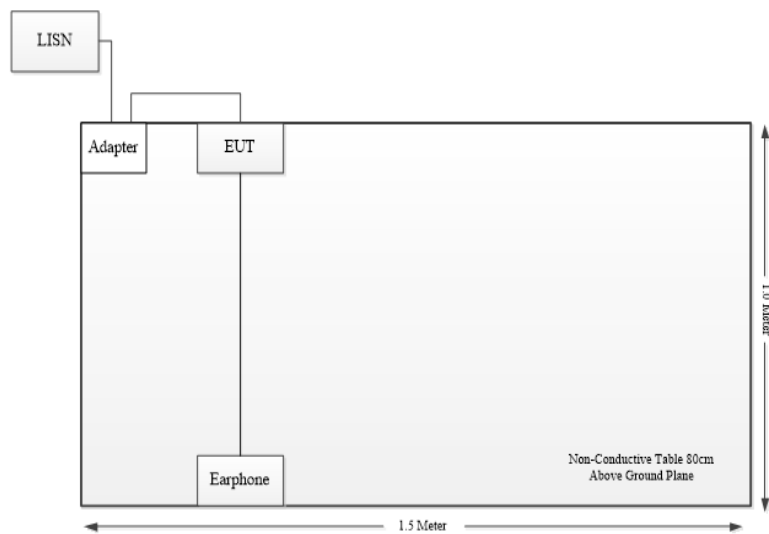 LISN
Adapter
EUT
1.0 Meter
Earphone
Non-Conductive Table 80cm
Above Ground Plane
1.5 Meter